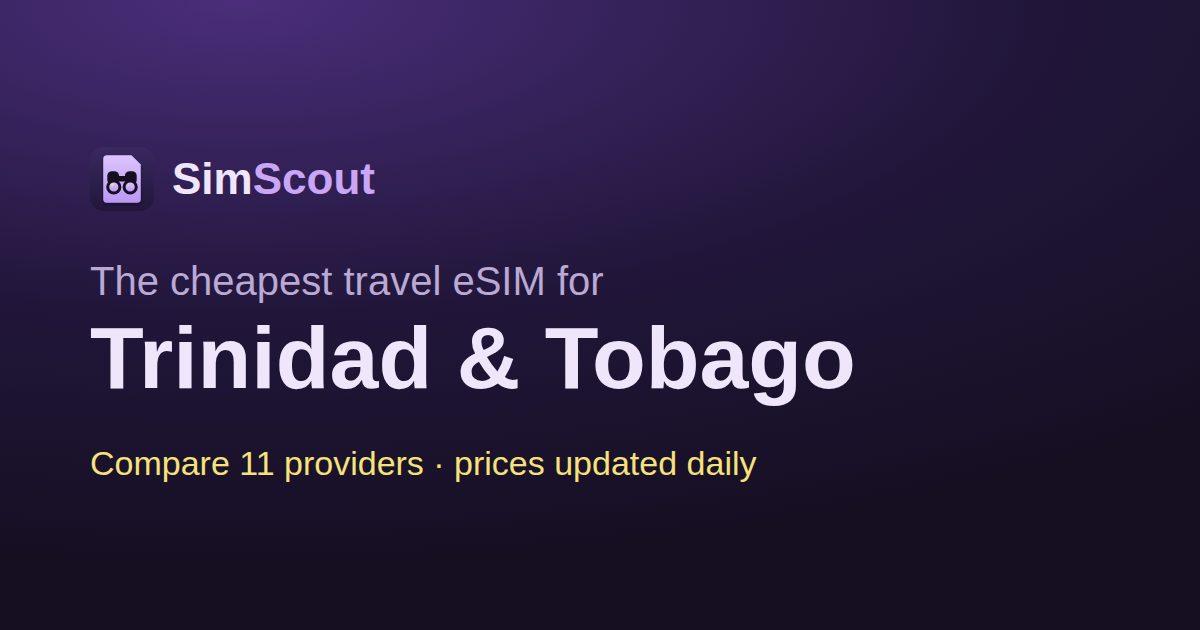 SimScout
The cheapest travel eSIM for
Trinidad & Tobago
Compare 11 providers · prices updated daily